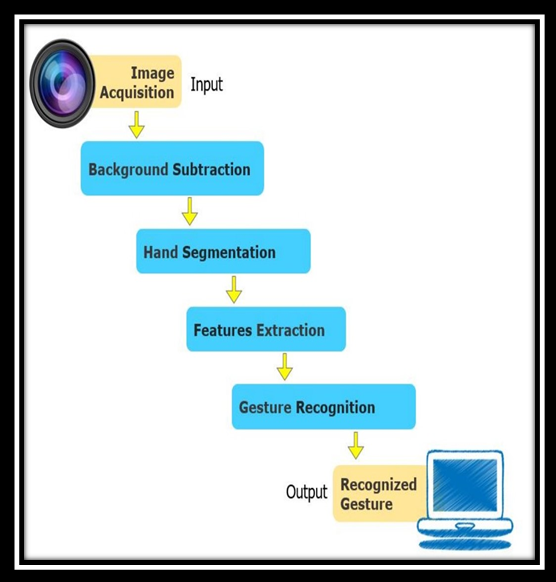 Image
Acquisition
Input
Background Subtraction
Hand Segmentation
Features Extraction
Gesture Recognition
Output
Recognized
Gesture